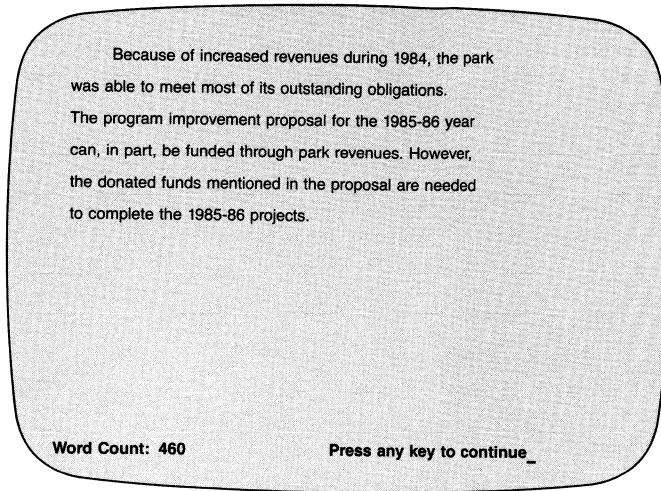 Because of increased revenues during 1984, the park
was able to meet most of its outstanding obligations.
The program improvement proposal for the 1985-86 year
can, in part, be funded through park revenues. However,
the donated funds mentioned in the proposal are needed
to complete the 1985-86 projects.
Word Count: 460 Press any key to continue_